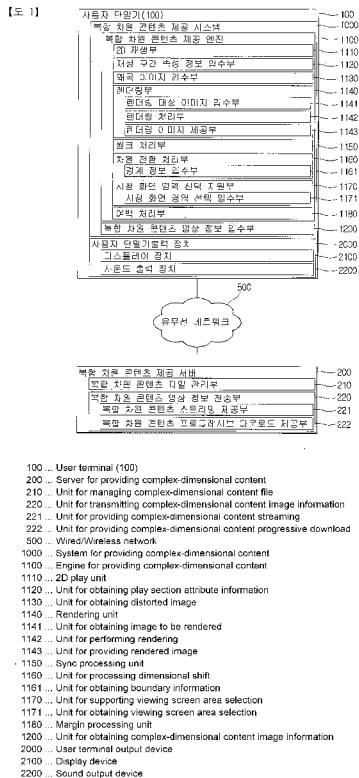 【도 1】
사용자 단말기(100)
100
복합 차원 콘텐츠 제공 시스템
1000
복합 차원 콘텐츠 제공 엔진
1100
2D 재생부
1110
재생 구간 속성 정보 입수부
1120
왜곡 이미지 입수부
1130
렌더링부
1140
렌더링 대상 이미지 입수부
1141
렌더링 처리부
1142
렌더링 이미지 제공부
1143
씽크 처리부
1150
차원 전환 처리부
1160
경계 정보 입수부
1161
시청 화면 영역 선택 지원부
1170
시청 화면 영역 선택 입수부
1171
여백 처리부
1180
복합 차원 콘텐츠 영상 정보 입수부
1200
사용자 단말기출력 장치
2000
디스플레이 장치
2100
사운드 출력 장치
2200
500
유무선 네트워크
복합 차원 콘텐츠 제공 서버
200
복합 차원 콘텐츠 파일 관리부
210
복합 차원 콘텐츠 영상 정보 전송부
220
복합 차원 콘텐츠 스트리밍 제공부
221
복합 차원 콘텐츠 프로그레시브 다운로드 제공부
222
100 ... User terminal (100)
200 ... Server for providing complex-dimensional content
210 ... Unit for managing complex-dimensional content file
220 ... Unit for transmitting complex-dimensional content image information
221 ... Unit for providing complex-dimensional content streaming
222 ... Unit for providing complex-dimensional content progressive download
500 ... Wired/Wireless network
1000 ... System for providing complex-dimensional content
1100 ... Engine for providing complex-dimensional content
1110 ... 2D play unit
1120 ... Unit for obtaining play section attribute information
1130 ... Unit for obtaining distorted image
1140 ... Rendering unit
1141 ... Unit for obtaining image to be rendered
1142 ... Unit for performing rendering
1143 ... Unit for providing rendered image
1150 ... Sync processing unit
1160 ... Unit for processing dimensional shift
1161 ... Unit for obtaining boundary information
1170 ... Unit for supporting viewing screen area selection
1171 ... Unit for obtaining viewing screen area selection
1180 ... Margin processing unit
1200 ... Unit for obtaining complex-dimensional content image information
2000 ... User terminal output device
2100 ... Display device
2200 ... Sound output device